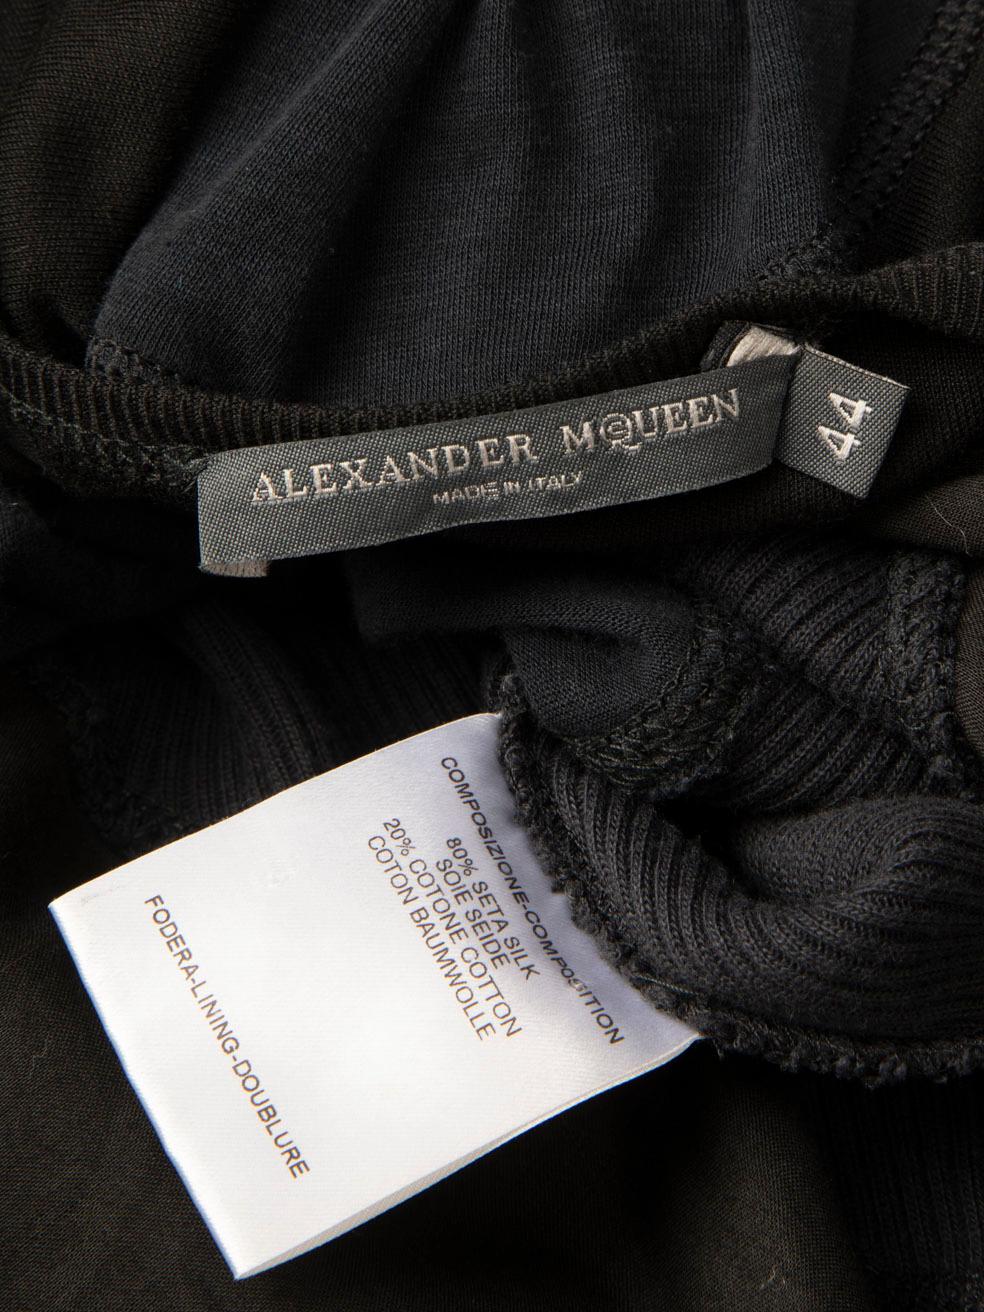 ALEXANDER MCQUEEN
MADE IN ITALY
44
COMPOSIZIONE-COMPOSITION
80% SETA SILK
SOIE SEIDE
20% COTONE COTTON
COTON BAUMWOLLE
FODERA-LINING-DOUBLURE